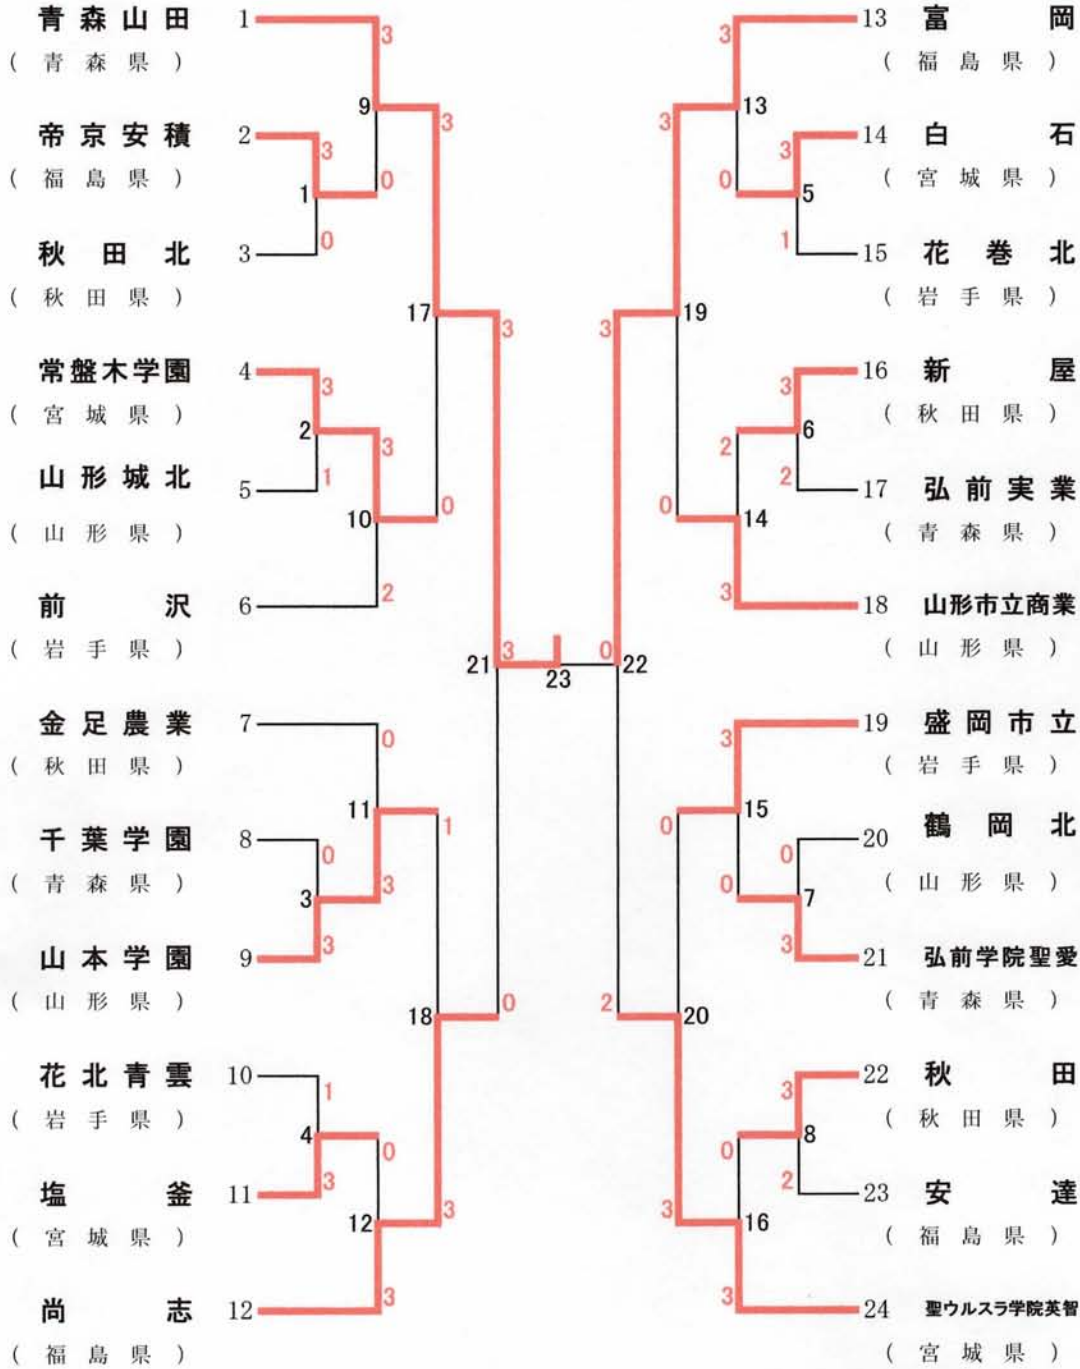 青森山田 1
(青森県)
帝京安積 2
(福島県)
秋田北 3
(秋田県)
常盤木学園 4
(宮城県)
山形城北 5
(山形県)
前沢 6
(岩手県)
金足農業 7
(秋田県)
千葉学園 8
(青森県)
山本学園 9
(山形県)
花北青雲 10
(岩手県)
塩釜 11
(宮城県)
尚志 12
(福島県)
3
9
3
3
0
1
0
17
3
3
2
3
1
10
0
2
21
3
23
0
11
1
0
3
3
3
18
0
1
4
0
3
12
3
3
13 富岡
(福島県)
14 白石
(宮城県)
15 花巻北
(岩手県)
16 新屋
(秋田県)
17 弘前実業
(青森県)
18 山形市立商業
(山形県)
19 盛岡市立
(岩手県)
20 鶴岡北
(山形県)
21 弘前学院聖愛
(青森県)
22 秋田
(秋田県)
23 安達
(福島県)
24 聖ウルスラ学院英智
(宮城県)
3
13
3
3
0
5
1
19
3
3
6
2
2
0
14
3
0
22
3
15
0
0
0
7
3
2
20
3
8
0
2
3
16
3